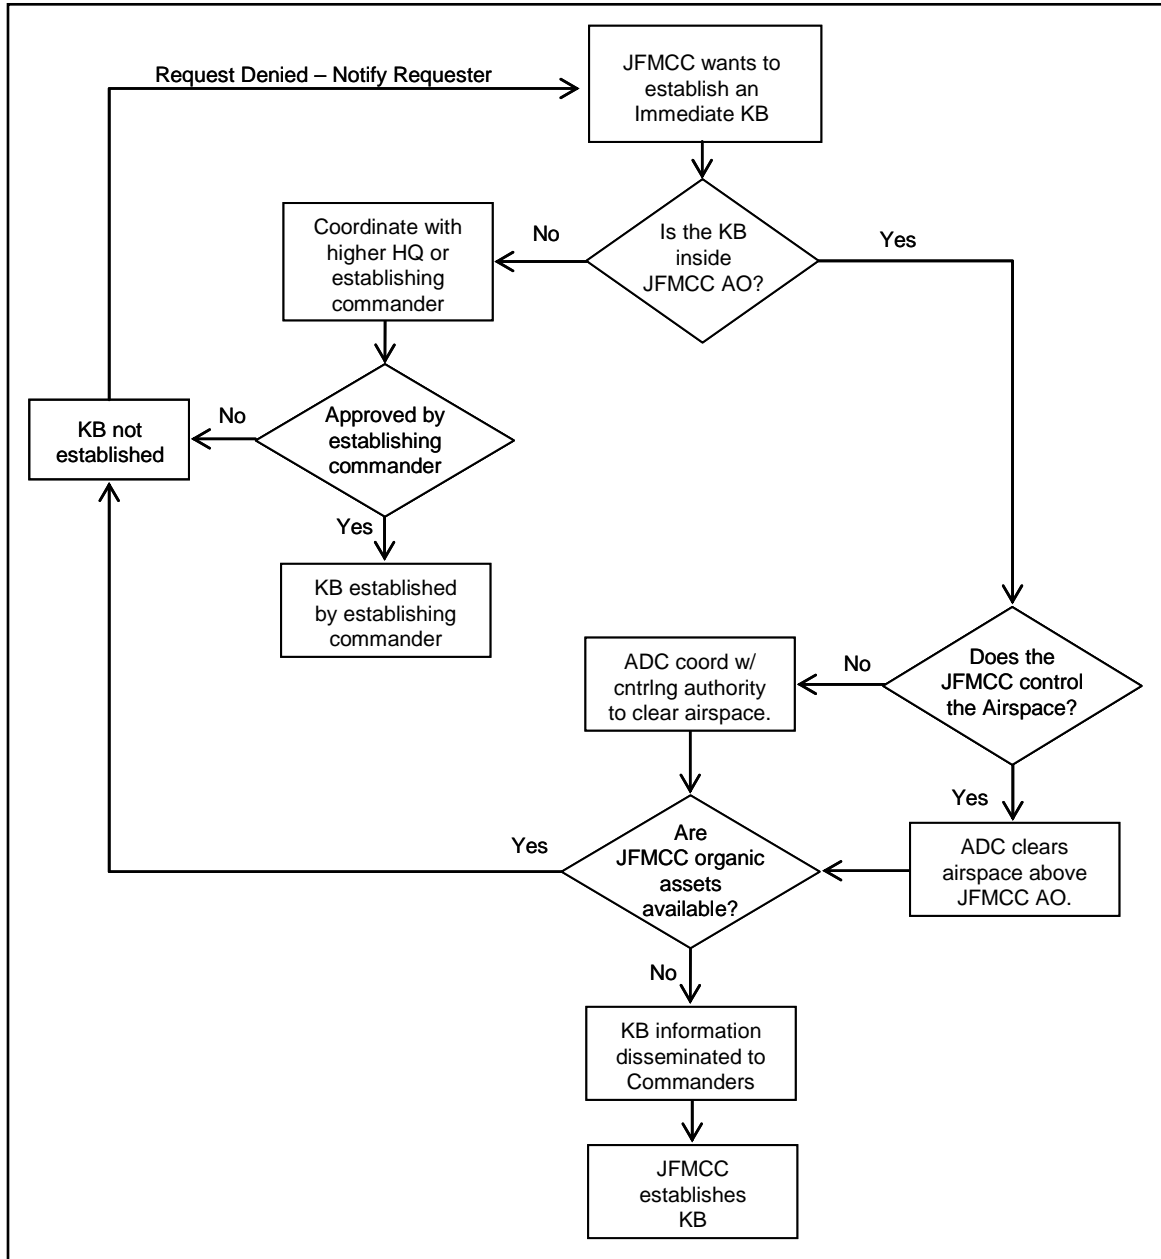 Request Denied – Notify Requester
JFMCC wants to
establish an
Immediate KB
Is the KB
inside
JFMCC AO?
No
Yes
Coordinate with
higher HQ or
establishing
commander
Approved by
establishing
commander
No
KB not
established
Yes
KB established
by establishing
commander
Does the
JFMCC control
the Airspace?
No
ADC coord w/
cntrlng authority
to clear airspace.
Yes
ADC clears
airspace above
JFMCC AO.
Are
JFMCC organic
assets
available?
Yes
No
KB information
disseminated to
Commanders
JFMCC
establishes
KB